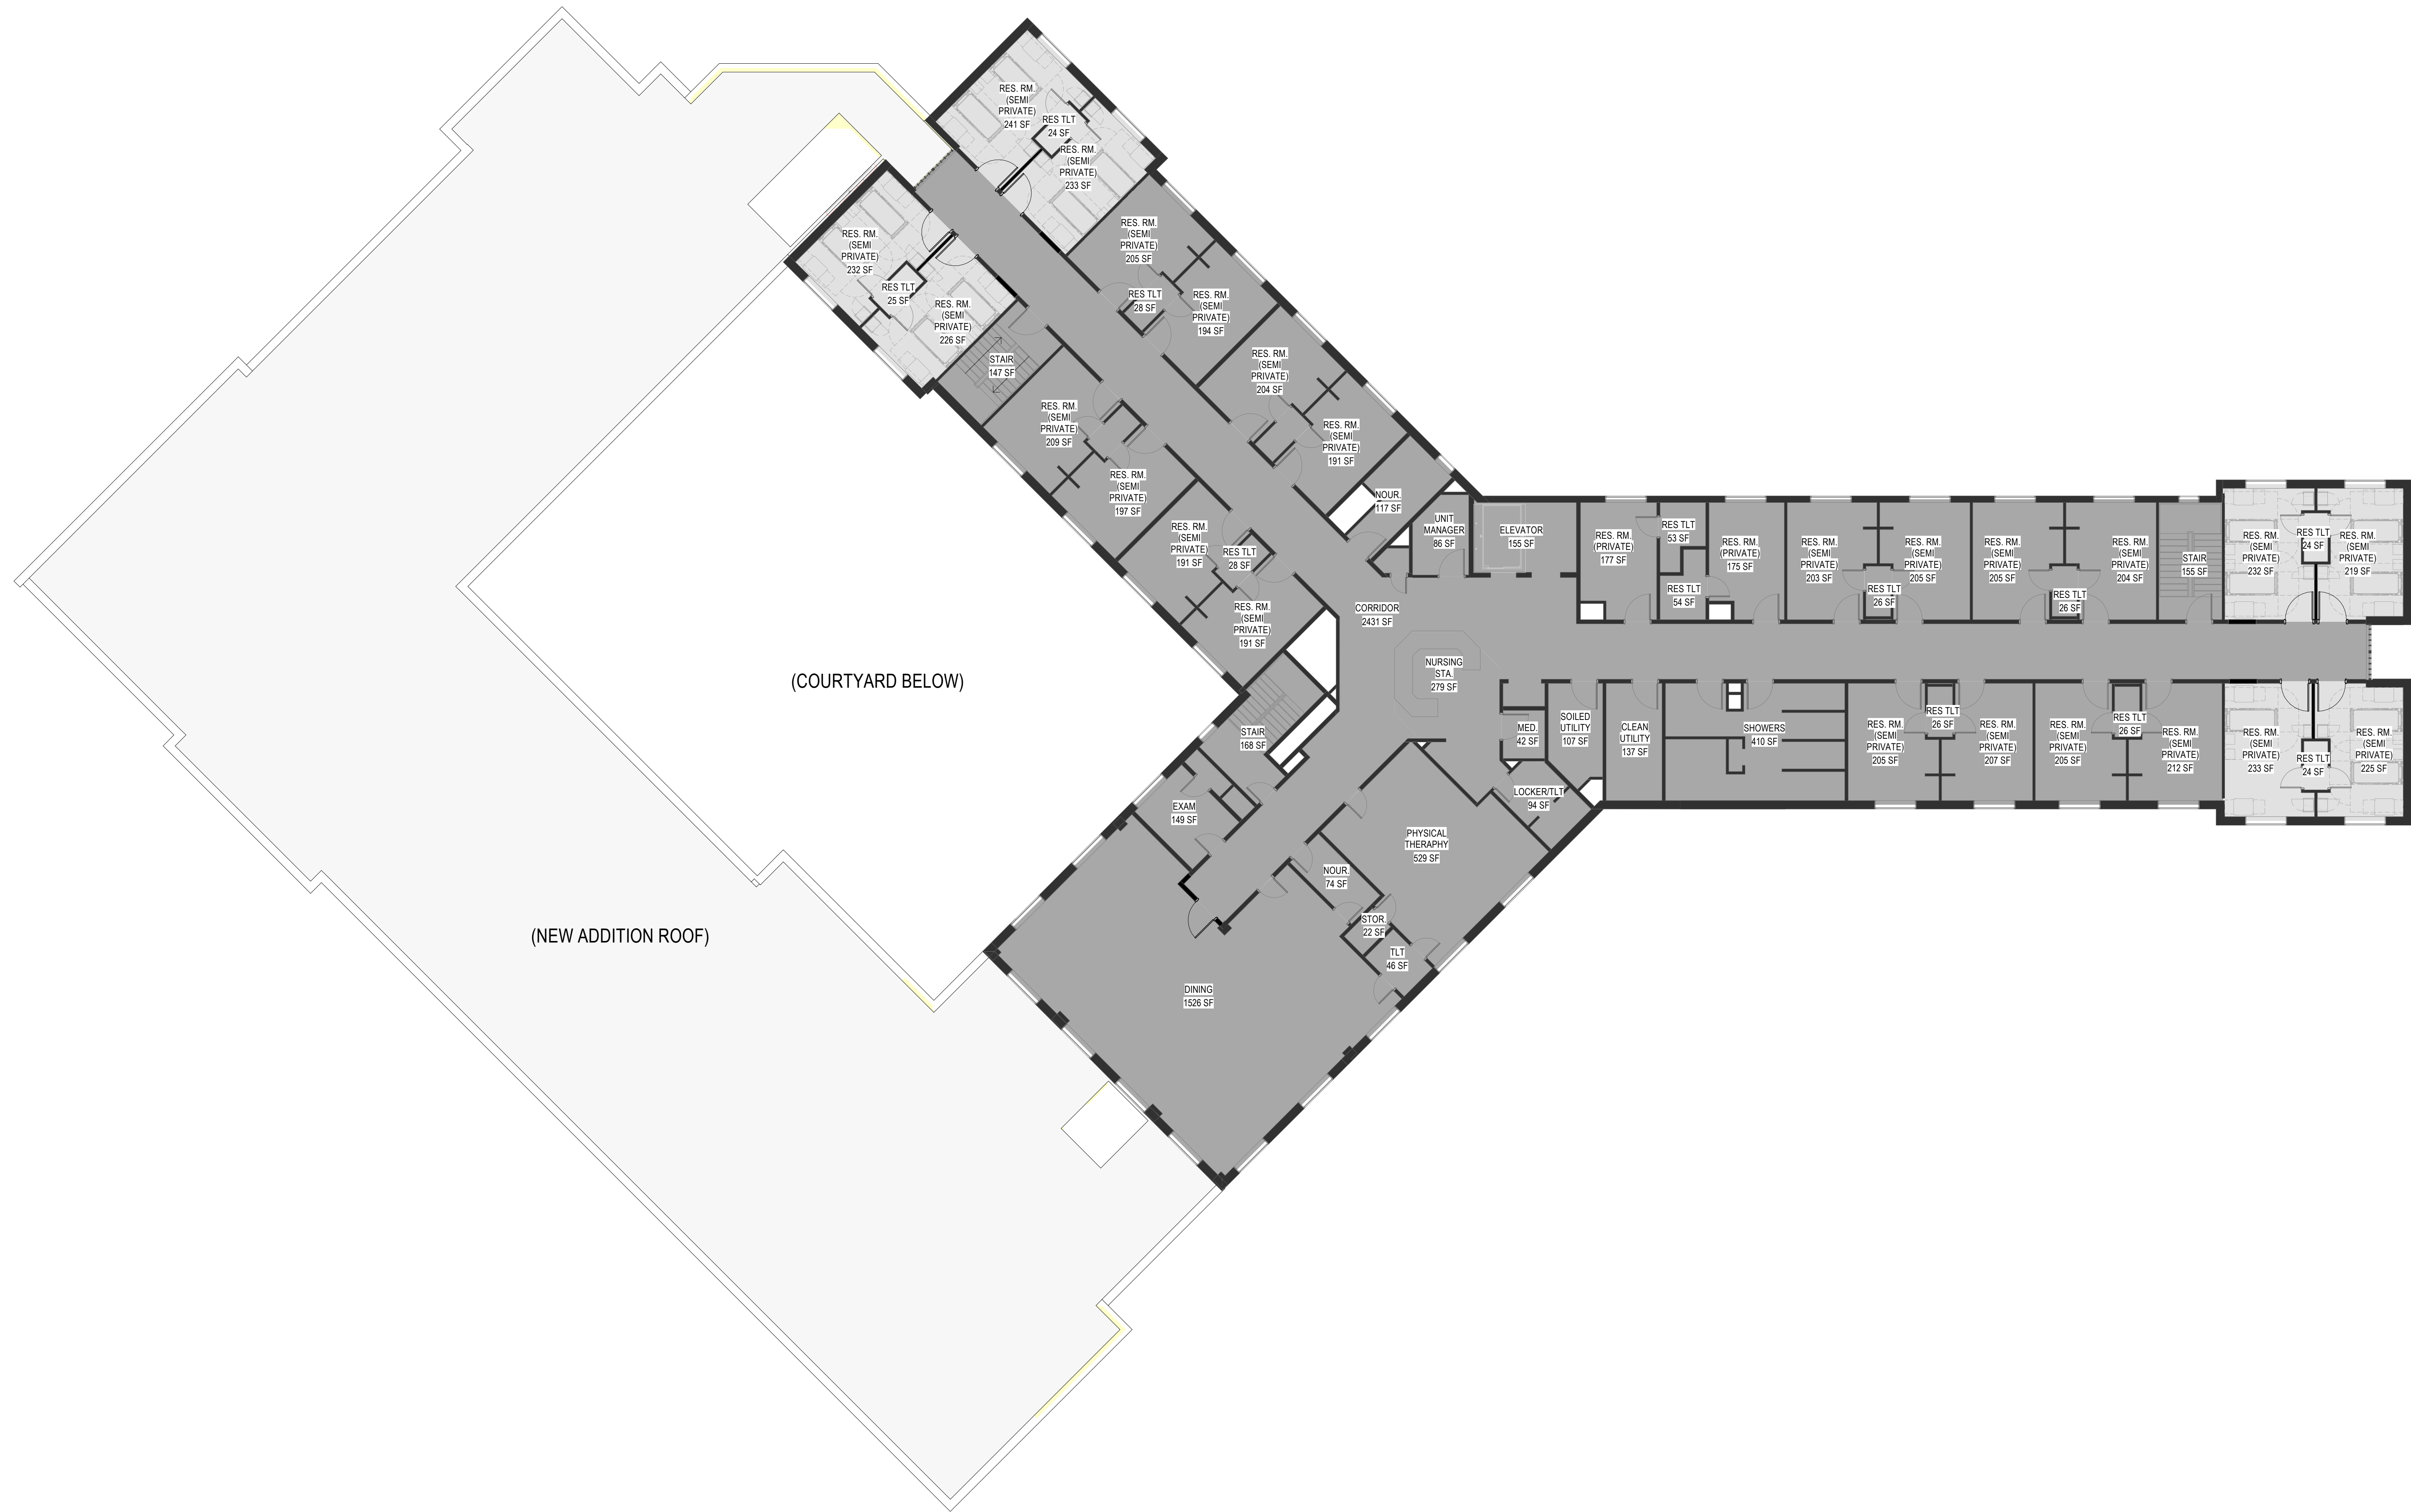 RES. RM.
(SEMI
PRIVATE)
241 SF
RES TLT
24 SF
RES. RM.
(SEMI
PRIVATE)
233 SF
RES. RM.
(SEMI
PRIVATE)
232 SF
RES TLT
25 SF
RES. RM.
(SEMI
PRIVATE)
226 SF
RES. RM.
(SEMI
PRIVATE)
205 SF
RES TLT
28 SF
RES. RM.
(SEMI
PRIVATE)
194 SF
STAIR
147 SF
RES. RM.
(SEMI
PRIVATE)
204 SF
RES. RM.
(SEMI
PRIVATE)
191 SF
RES. RM.
(SEMI
PRIVATE)
209 SF
RES. RM.
(SEMI
PRIVATE)
197 SF
NOUR.
117 SF
UNIT
MANAGER
86 SF
ELEVATOR
155 SF
RES. RM.
(SEMI
PRIVATE)
191 SF
RES TLT
28 SF
RES. RM.
(SEMI
PRIVATE)
191 SF
CORRIDOR
2431 SF
RES. RM.
(PRIVATE)
177 SF
RES TLT
53 SF
RES TLT
54 SF
RES. RM.
(PRIVATE)
175 SF
RES. RM.
(SEMI
PRIVATE)
203 SF
RES TLT
26 SF
RES. RM.
(SEMI
PRIVATE)
205 SF
RES. RM.
(SEMI
PRIVATE)
205 SF
RES TLT
26 SF
RES. RM.
(SEMI
PRIVATE)
204 SF
STAIR
155 SF
RES. RM.
(SEMI
PRIVATE)
232 SF
RES TLT
24 SF
RES. RM.
(SEMI
PRIVATE)
219 SF
(COURTYARD BELOW)
NURSING
STA.
279 SF
STAIR
168 SF
MED.
42 SF
SOILED
UTILITY
107 SF
CLEAN
UTILITY
137 SF
SHOWERS
410 SF
RES. RM.
(SEMI
PRIVATE)
205 SF
RES TLT
26 SF
RES. RM.
(SEMI
PRIVATE)
207 SF
RES. RM.
(SEMI
PRIVATE)
205 SF
RES TLT
26 SF
RES. RM.
(SEMI
PRIVATE)
212 SF
RES. RM.
(SEMI
PRIVATE)
233 SF
RES TLT
24 SF
RES. RM.
(SEMI
PRIVATE)
225 SF
LOCKER/TLT
94 SF
EXAM
149 SF
PHYSICAL
THERAPHY
529 SF
NOUR.
74 SF
STOR.
22 SF
TLT
46 SF
(NEW ADDITION ROOF)
DINING
1526 SF